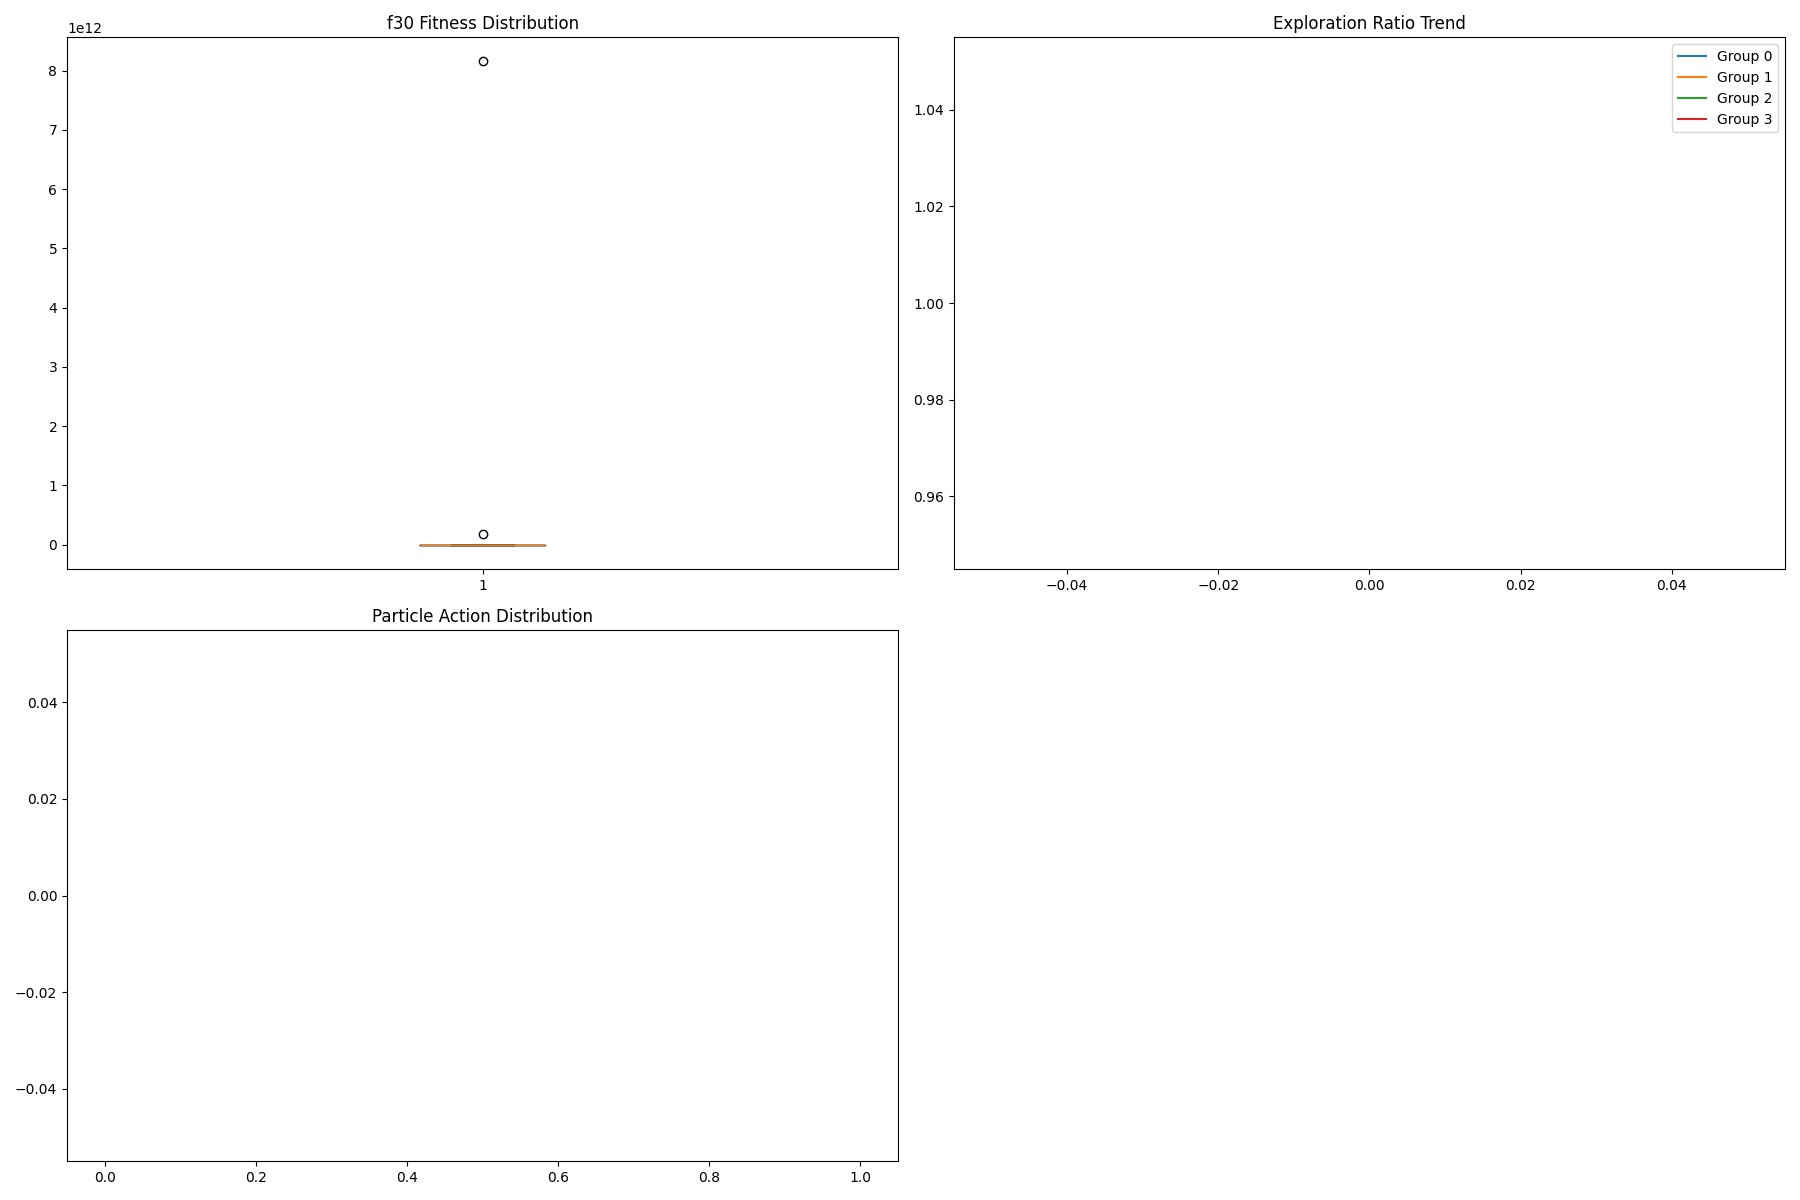 f30 Fitness Distribution
1e12
8
7
6
5
4
3
2
1
0
1
Exploration Ratio Trend
Group 0
Group 1
Group 2
Group 3
1.04
1.02
1.00
0.98
0.96
−0.04 −0.02 0.00 0.02 0.04
Particle Action Distribution
0.04
0.02
0.00
−0.02
−0.04
0.0 0.2 0.4 0.6 0.8 1.0